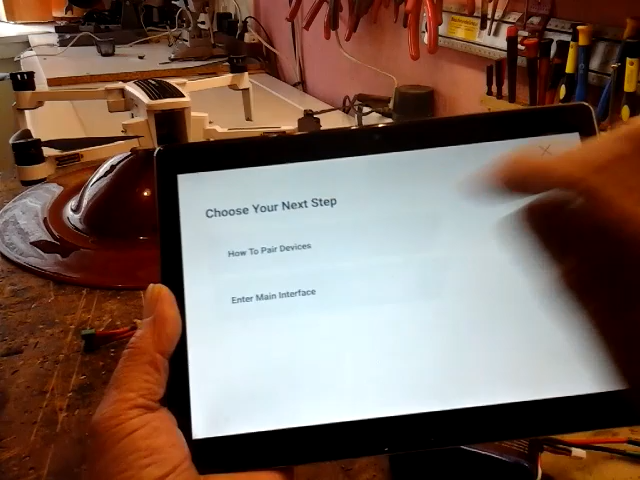 Choose Your Next Step
How To Pair Devices
Enter Main Interface